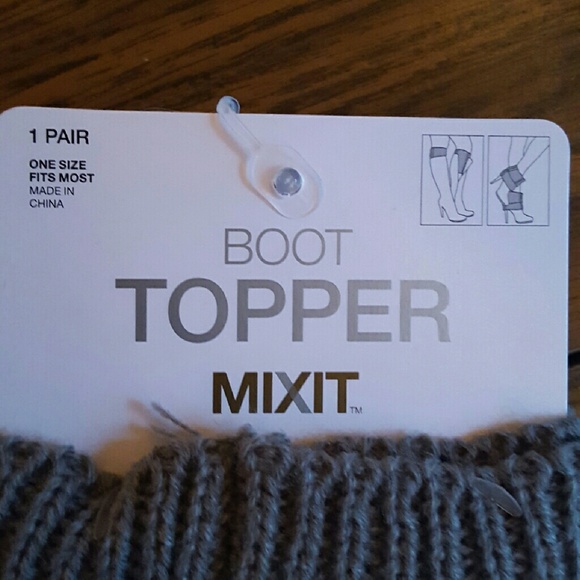 1 PAIR
ONE SIZE
FITS MOST
MADE IN
CHINA
BOOT
TOPPER
MIXIT™